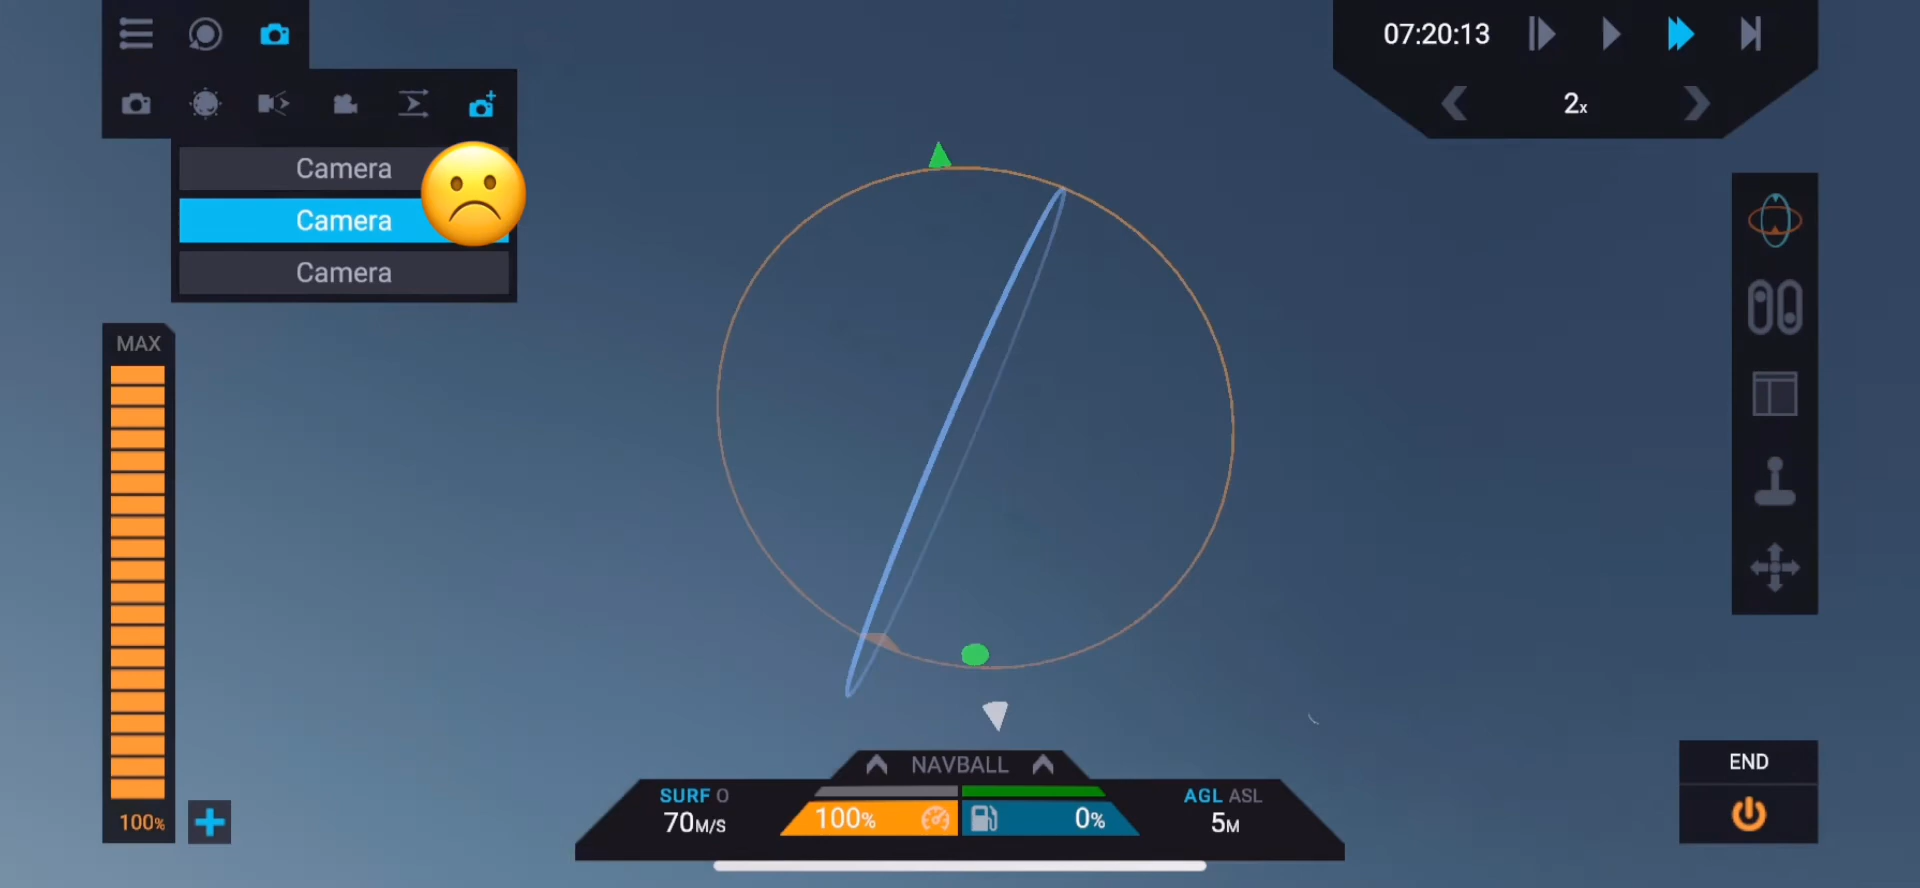 07:20:13
2x
Camera
Camera
Camera
MAX
100%
NAVBALL
SURF O
70M/S
100%
0%
AGL ASL
5M
END